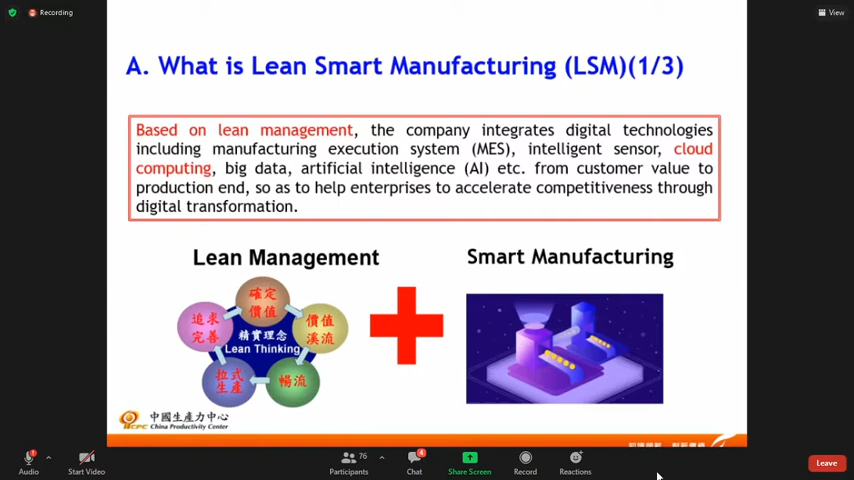 Recording
View
A. What is Lean Smart Manufacturing (LSM)(1/3)
Based on lean management, the company integrates digital technologies
including manufacturing execution system (MES), intelligent sensor, cloud
computing, big data, artificial intelligence (AI) etc. from customer value to
production end, so as to help enterprises to accelerate competitiveness through
digital transformation.
Lean Management
Smart Manufacturing
確定
價值
追求
完善
價值
溪流
精實理念
Lean Thinking
拉式
生產
暢流
CPC
中國生產力中心
China Productivity Center
1
76
4
Audio
Start Video
Participants
Chat
Share Screen
Record
Reactions
Leave